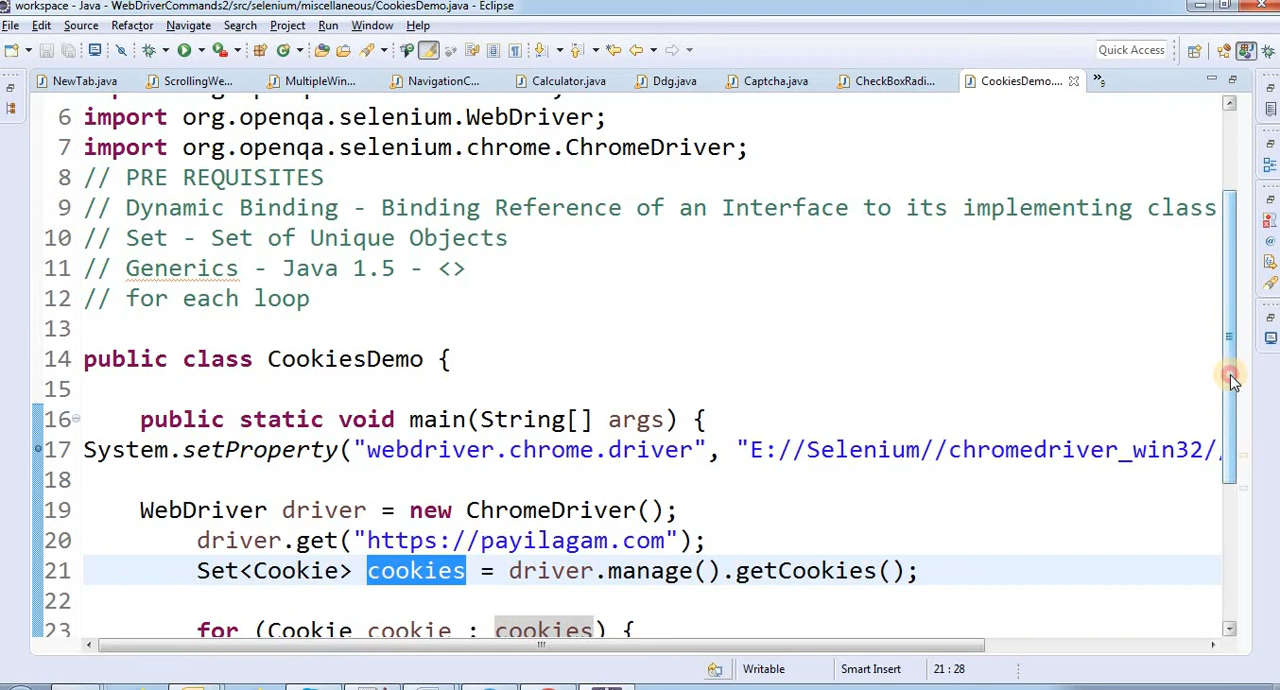 workspace - Java - WebDriverCommands2/src/selenium/miscellaneous/CookiesDemo.java - Eclipse
File Edit Source Refactor Navigate Search Project Run Window Help
Quick Access
NewTab.java ScrollingWe... MultipleWin... NavigationC... Calculator.java Ddg.java Captcha.java CheckBoxRadi... CookiesDemo....
6 import org.openqa.selenium.WebDriver;
7 import org.openqa.selenium.chrome.ChromeDriver;
8 // PRE REQUISITES
9 // Dynamic Binding - Binding Reference of an Interface to its implementing class
10 // Set - Set of Unique Objects
11 // Generics - Java 1.5 - <>
12 // for each loop
13
14 public class CookiesDemo {
15
16 public static void main(String[] args) {
17 System.setProperty("webdriver.chrome.driver", "E://Selenium//chromedriver_win32/
18
19 WebDriver driver = new ChromeDriver();
20 driver.get("https://payilagam.com");
21 Set<Cookie> cookies = driver.manage().getCookies();
22
23 for (Cookie cookie : cookies) {
Writable Smart Insert 21 : 28